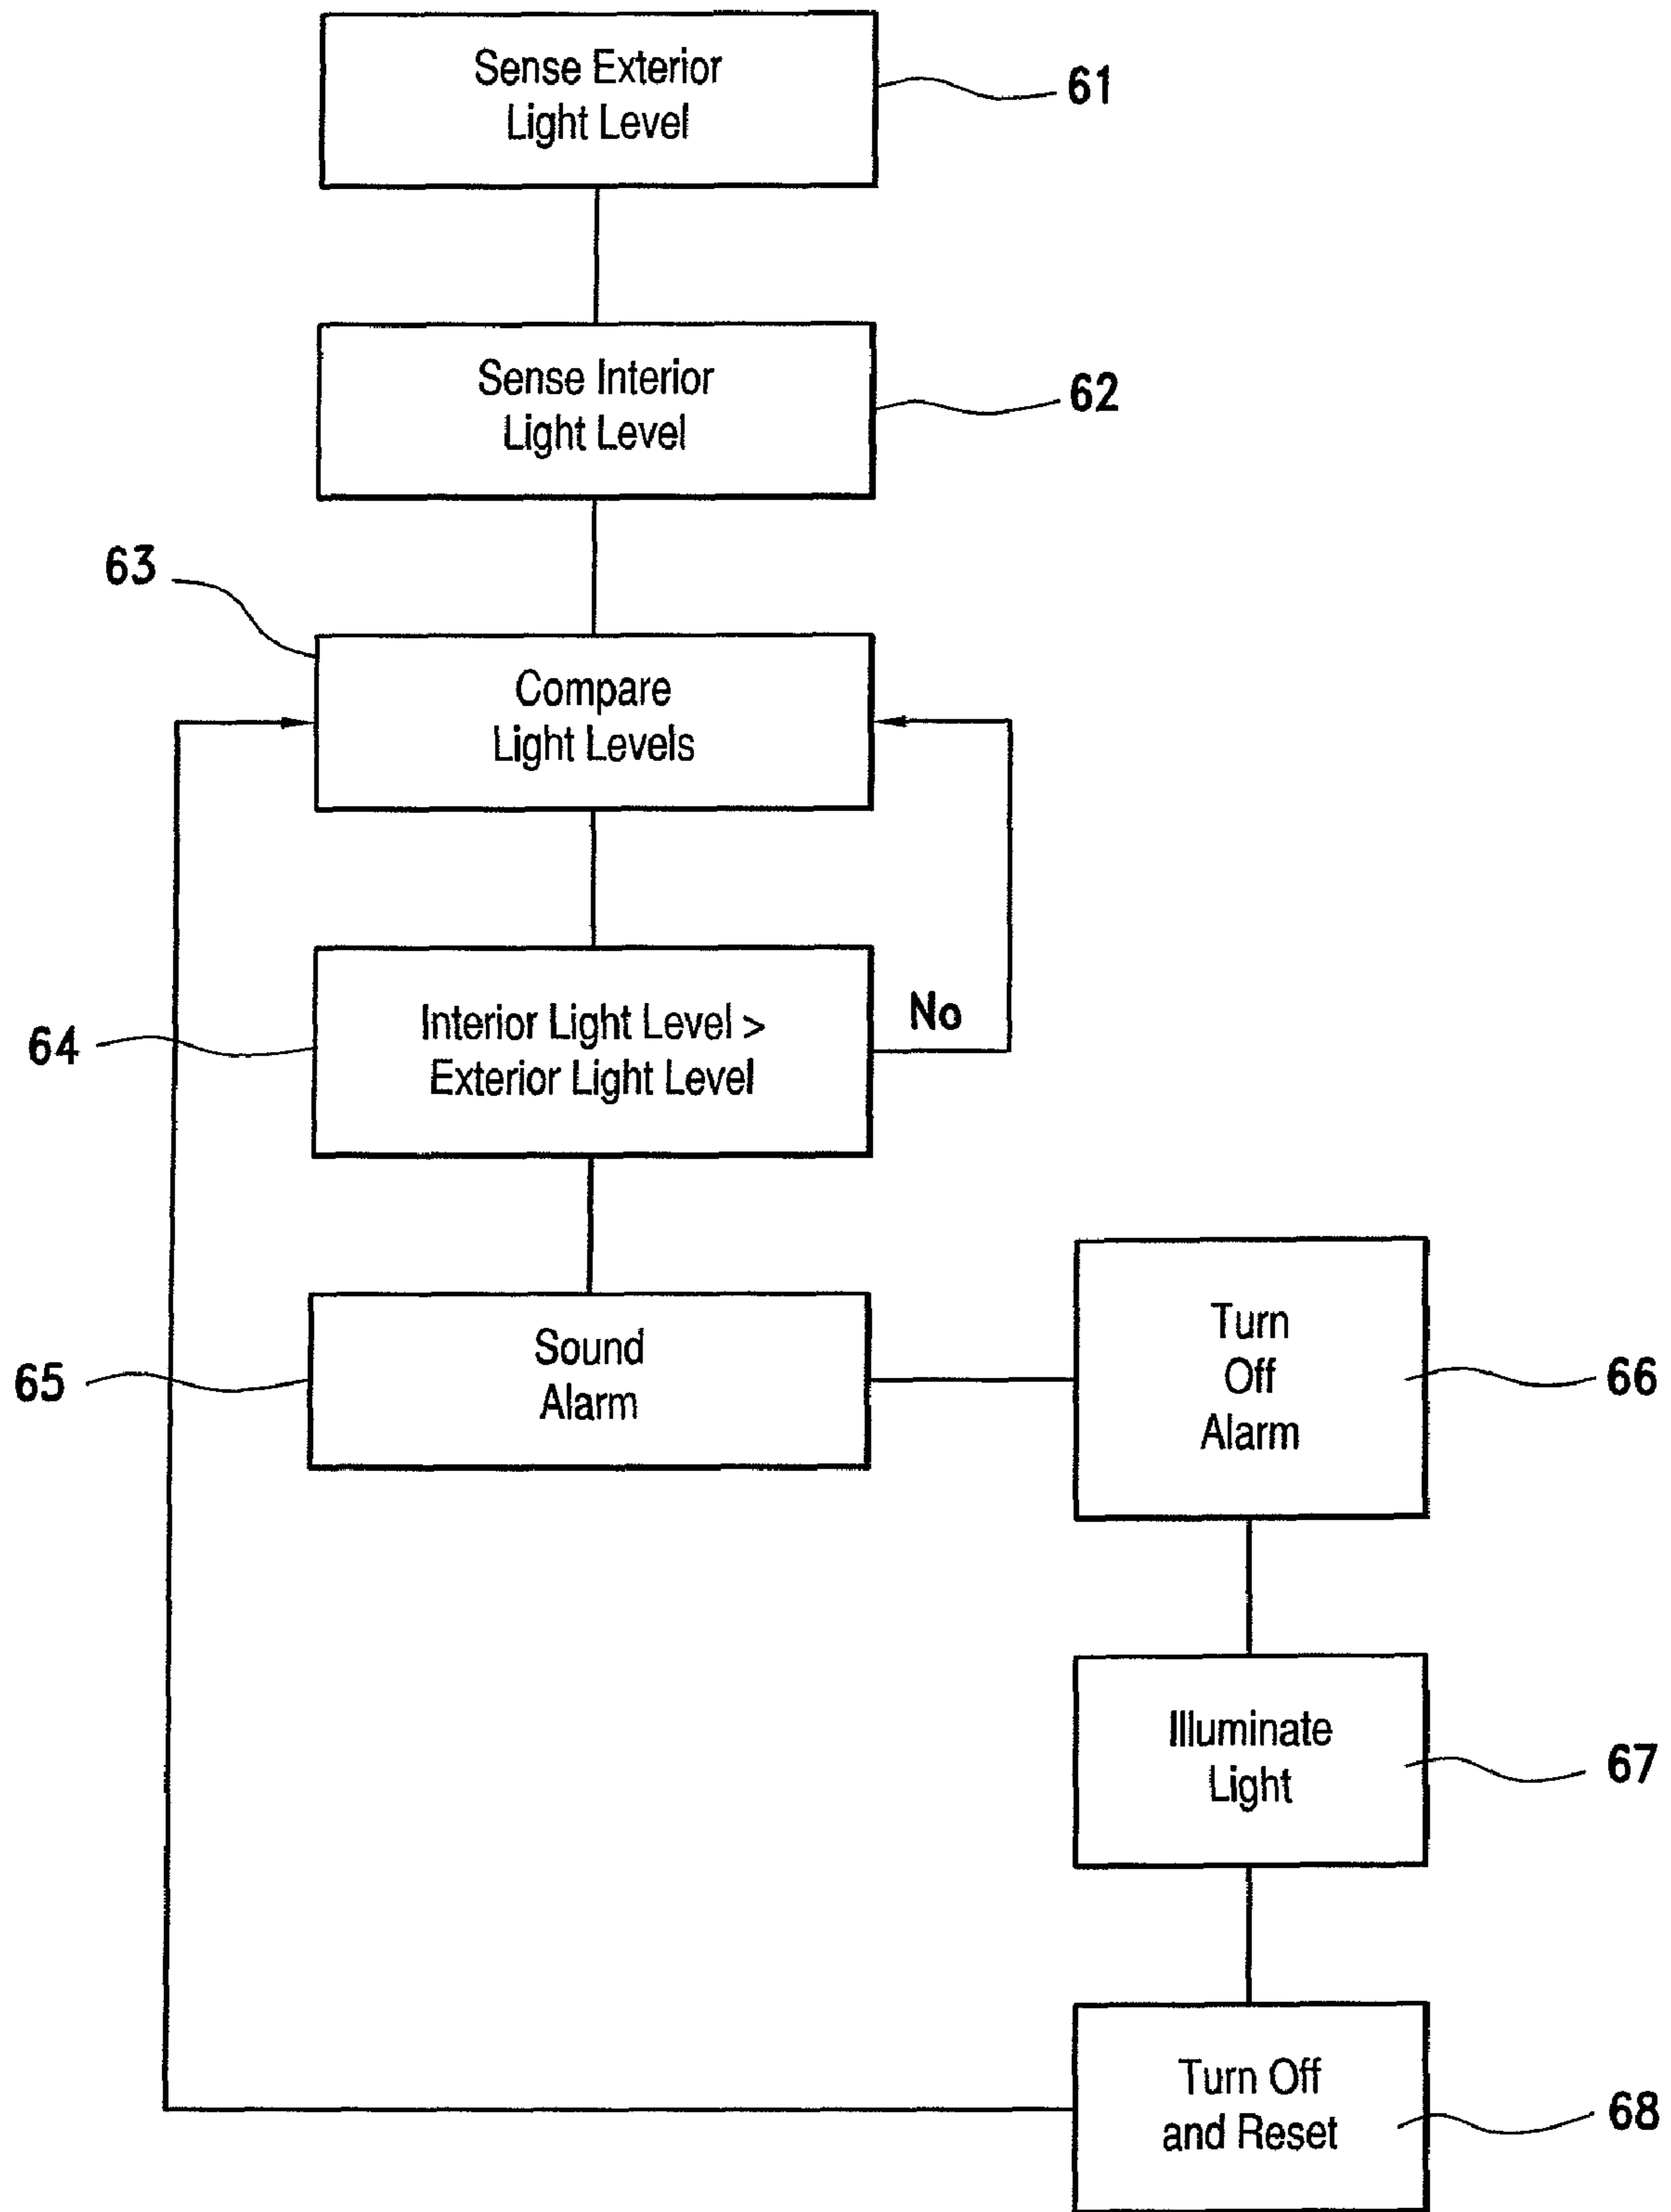 Sense Exterior
Light Level
61
Sense Interior
Light Level
62
63
Compare
Light Levels
64
Interior Light Level >
Exterior Light Level
No
65
Sound
Alarm
Turn
Off
Alarm
66
Illuminate
Light
67
Turn Off
and Reset
68